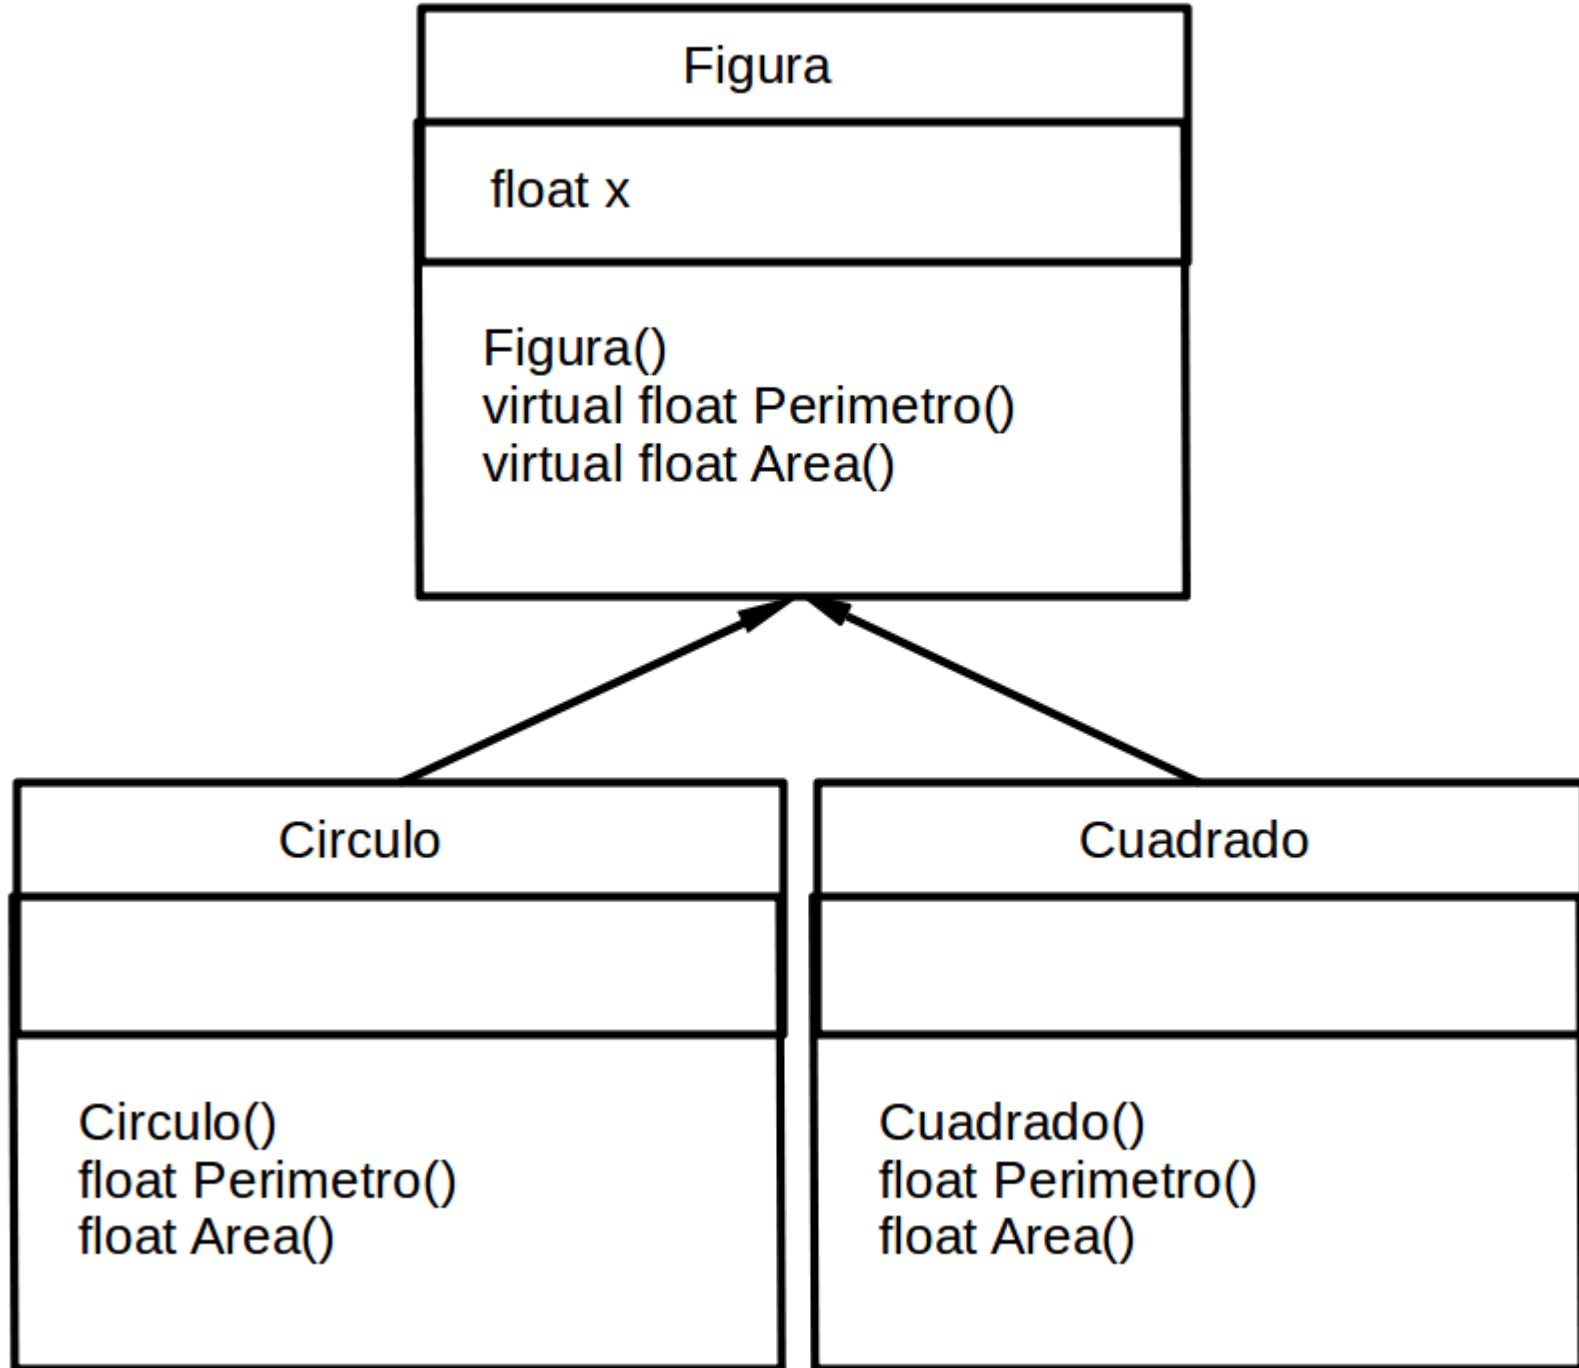 Figura
float x
Figura()
virtual float Perimetro()
virtual float Area()
Circulo
Circulo()
float Perimetro()
float Area()
Cuadrado
Cuadrado()
float Perimetro()
float Area()